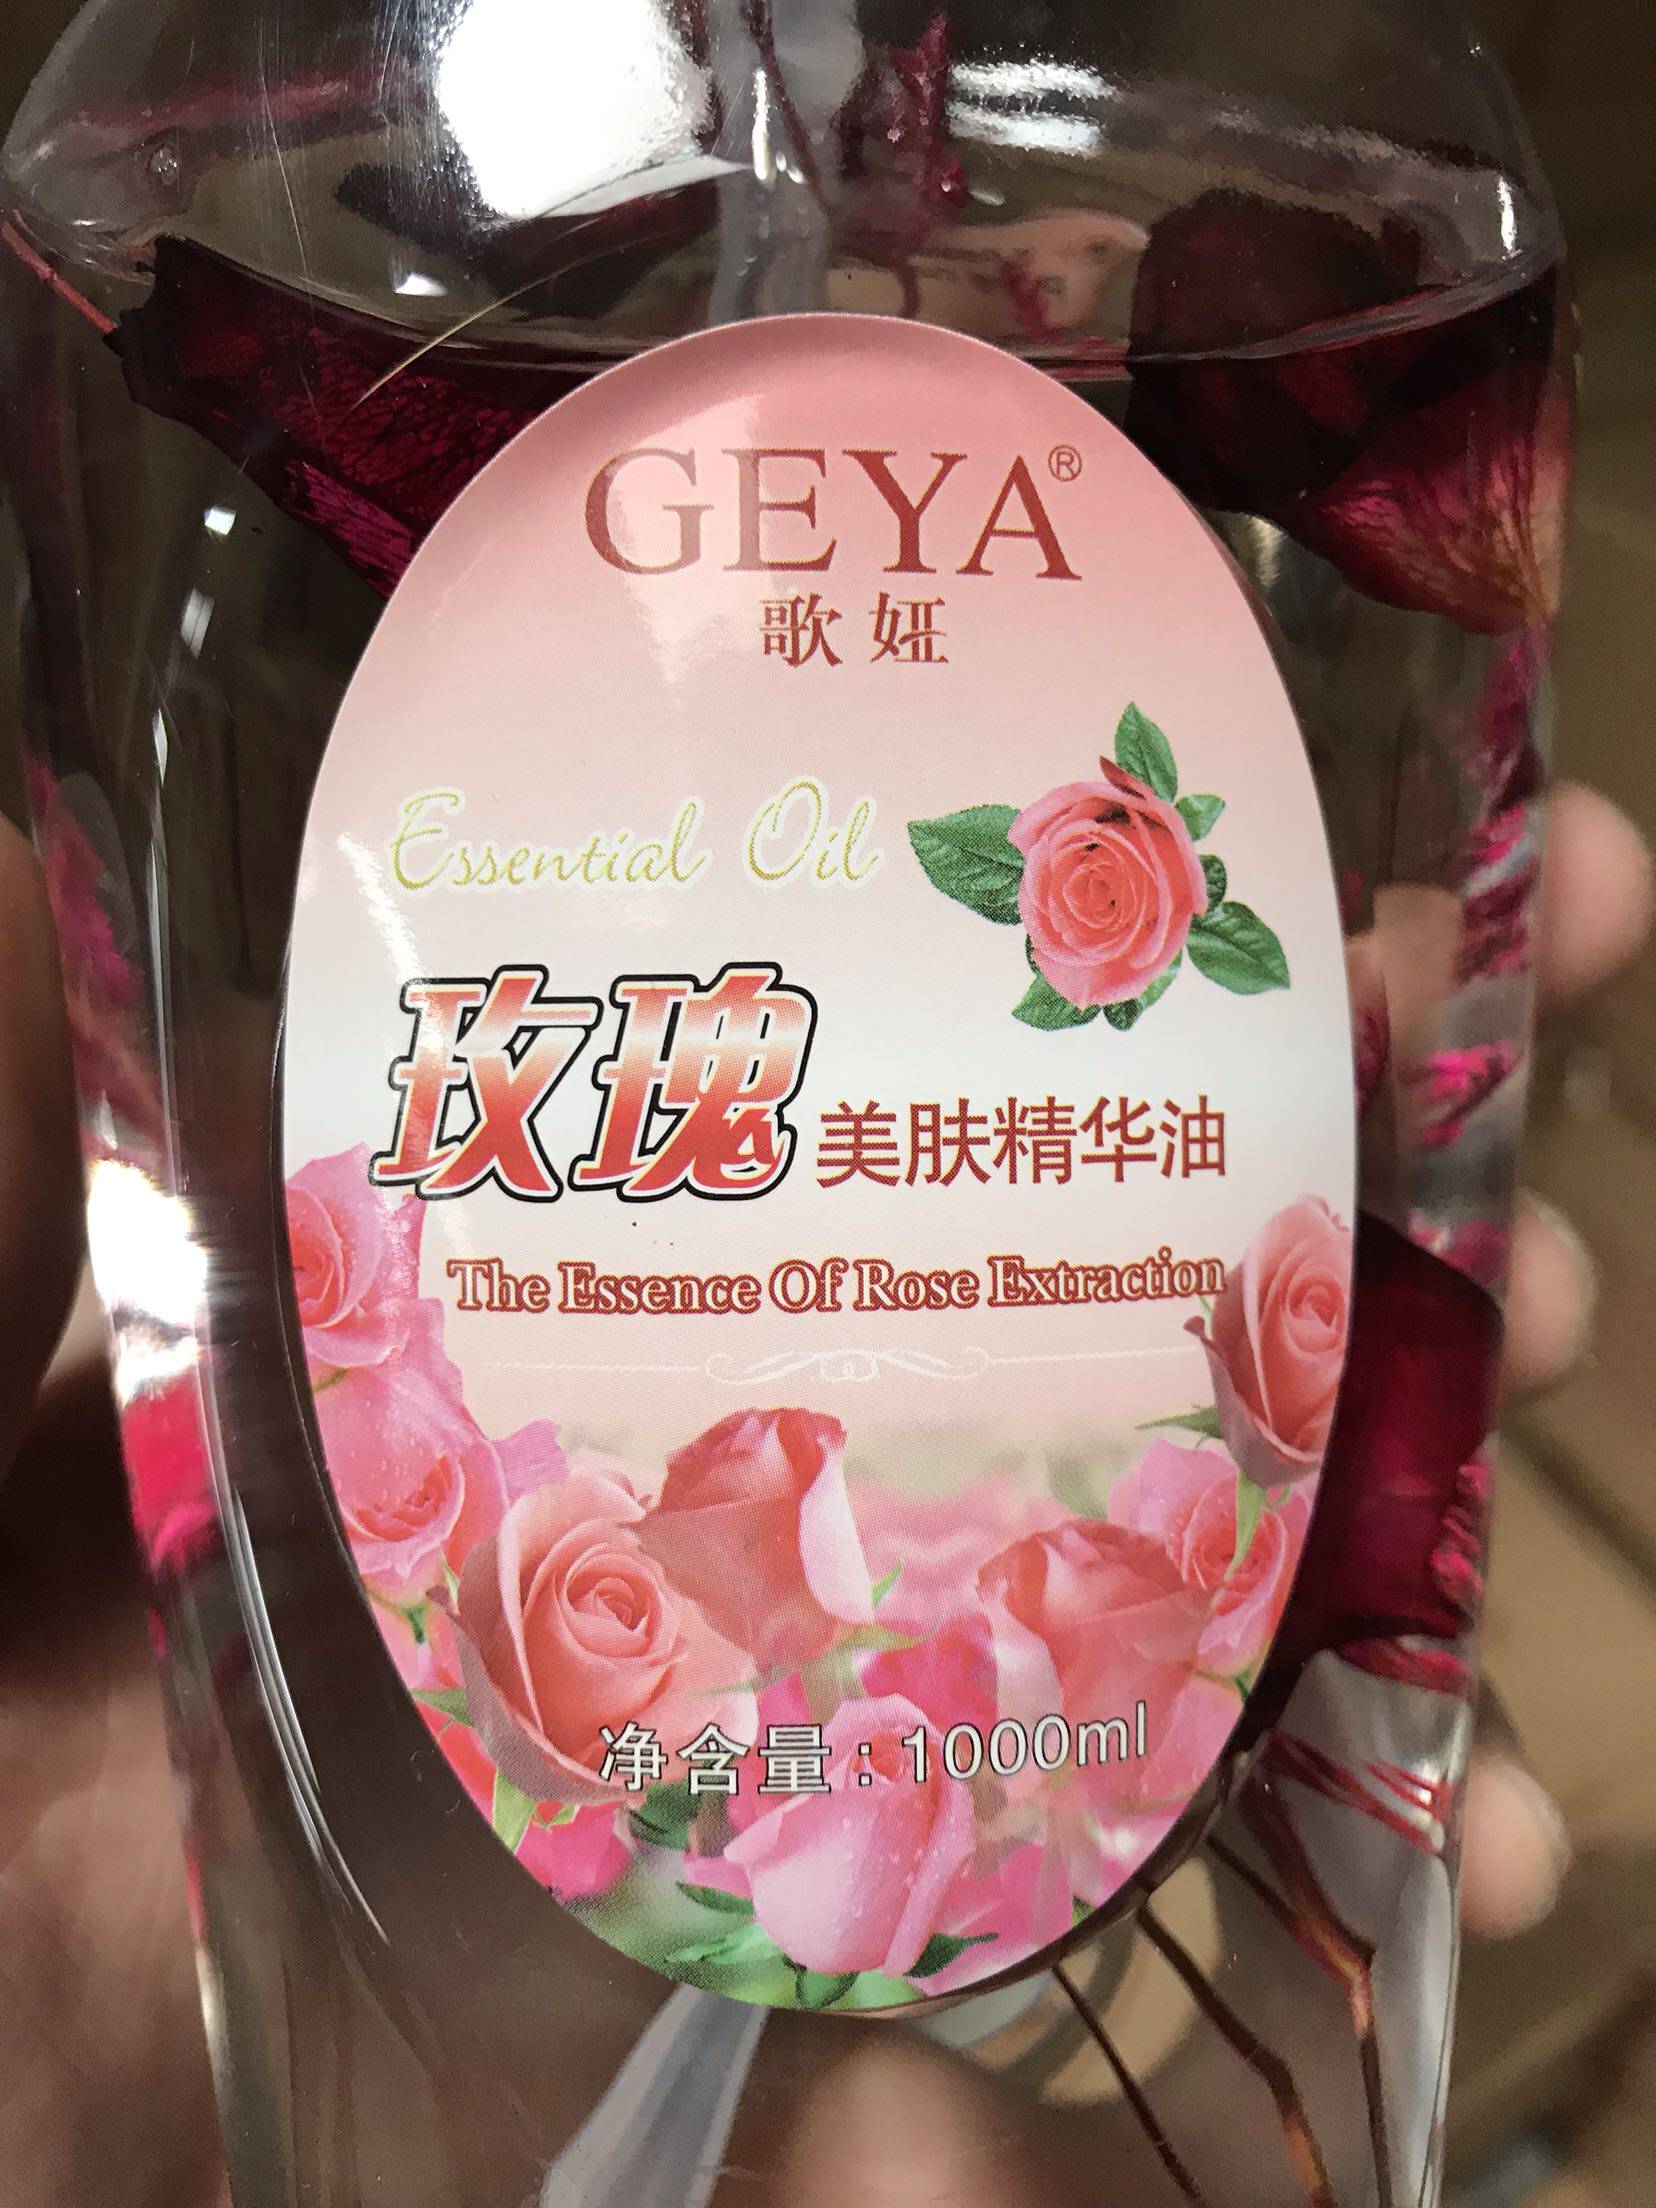 GEYA®
歌娅
Essential Oil
玫瑰美肤精华油
The Essence Of Rose Extraction
净含量：1000ml